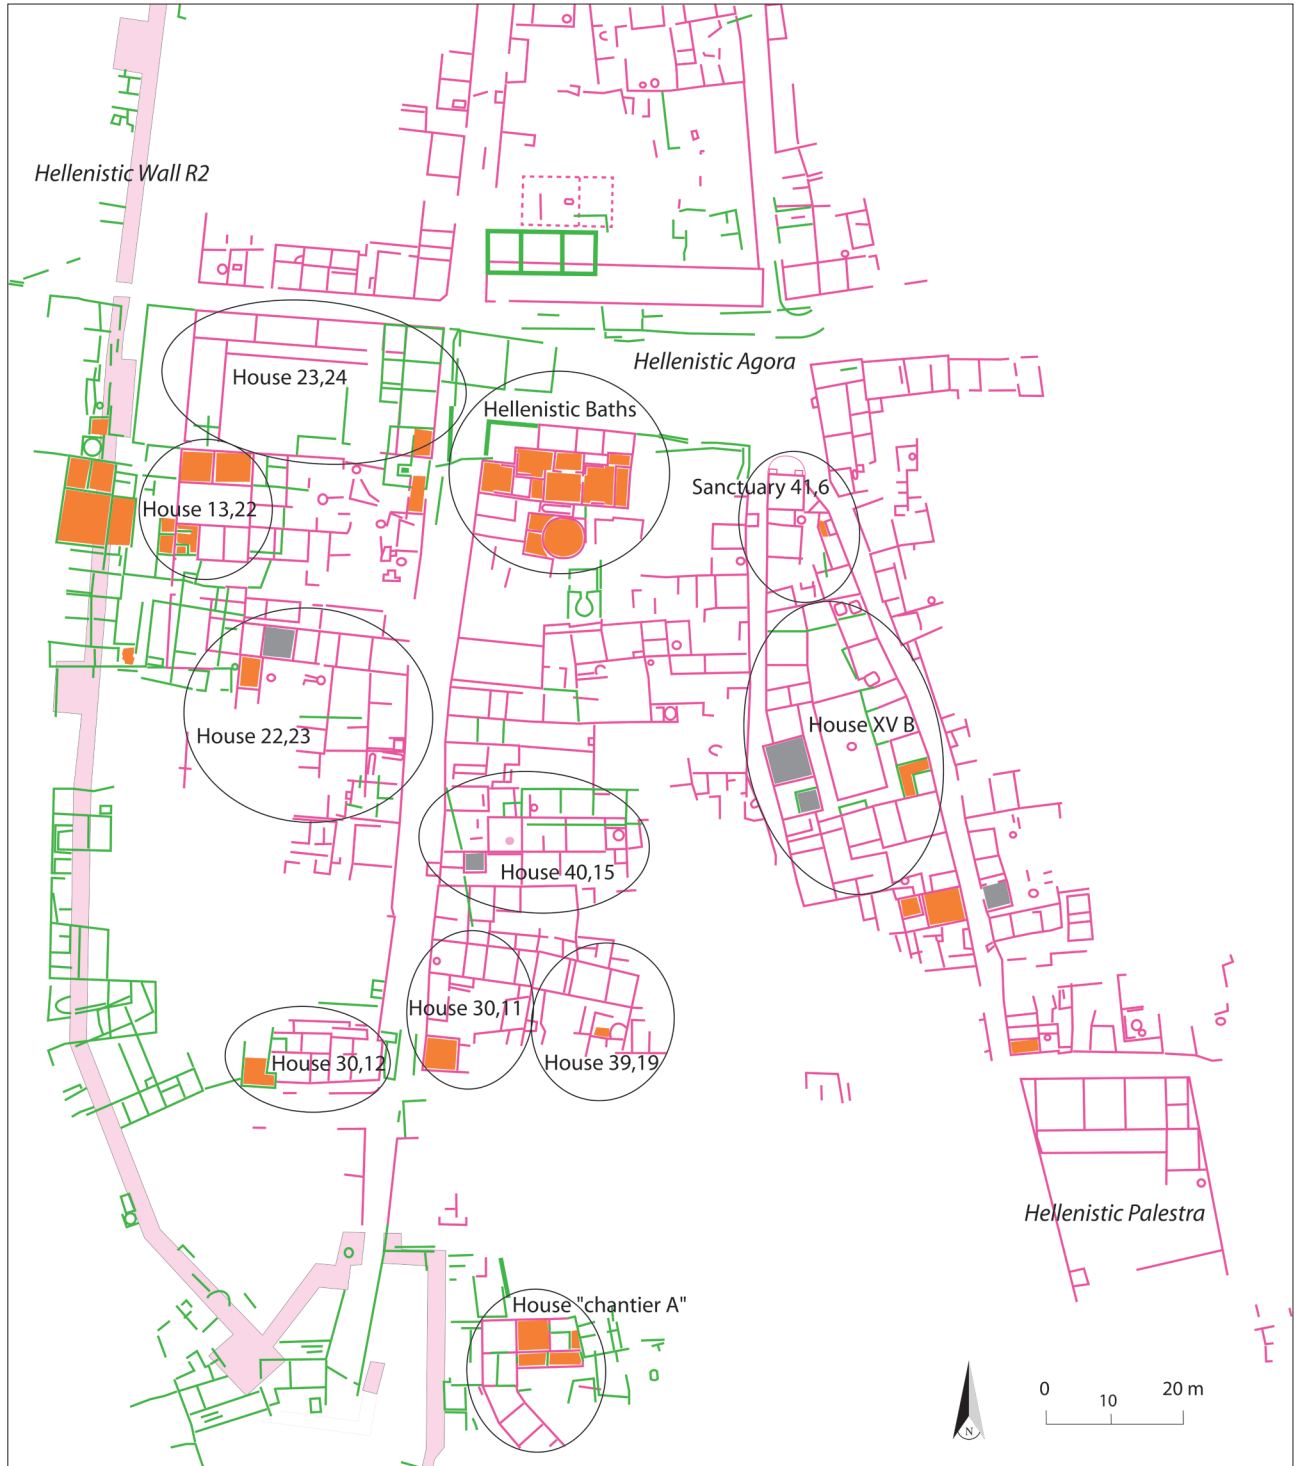 Hellenistic Wall R2
Hellenistic Agora
House 23,24
Hellenistic Baths
Sanctuary 41,6
House 13,22
House XV B
House 22,23
House 40,15
House 30,11
House 30,12
House 39,19
Hellenistic Palestra
House "chantier A"
0
10
20 m
N